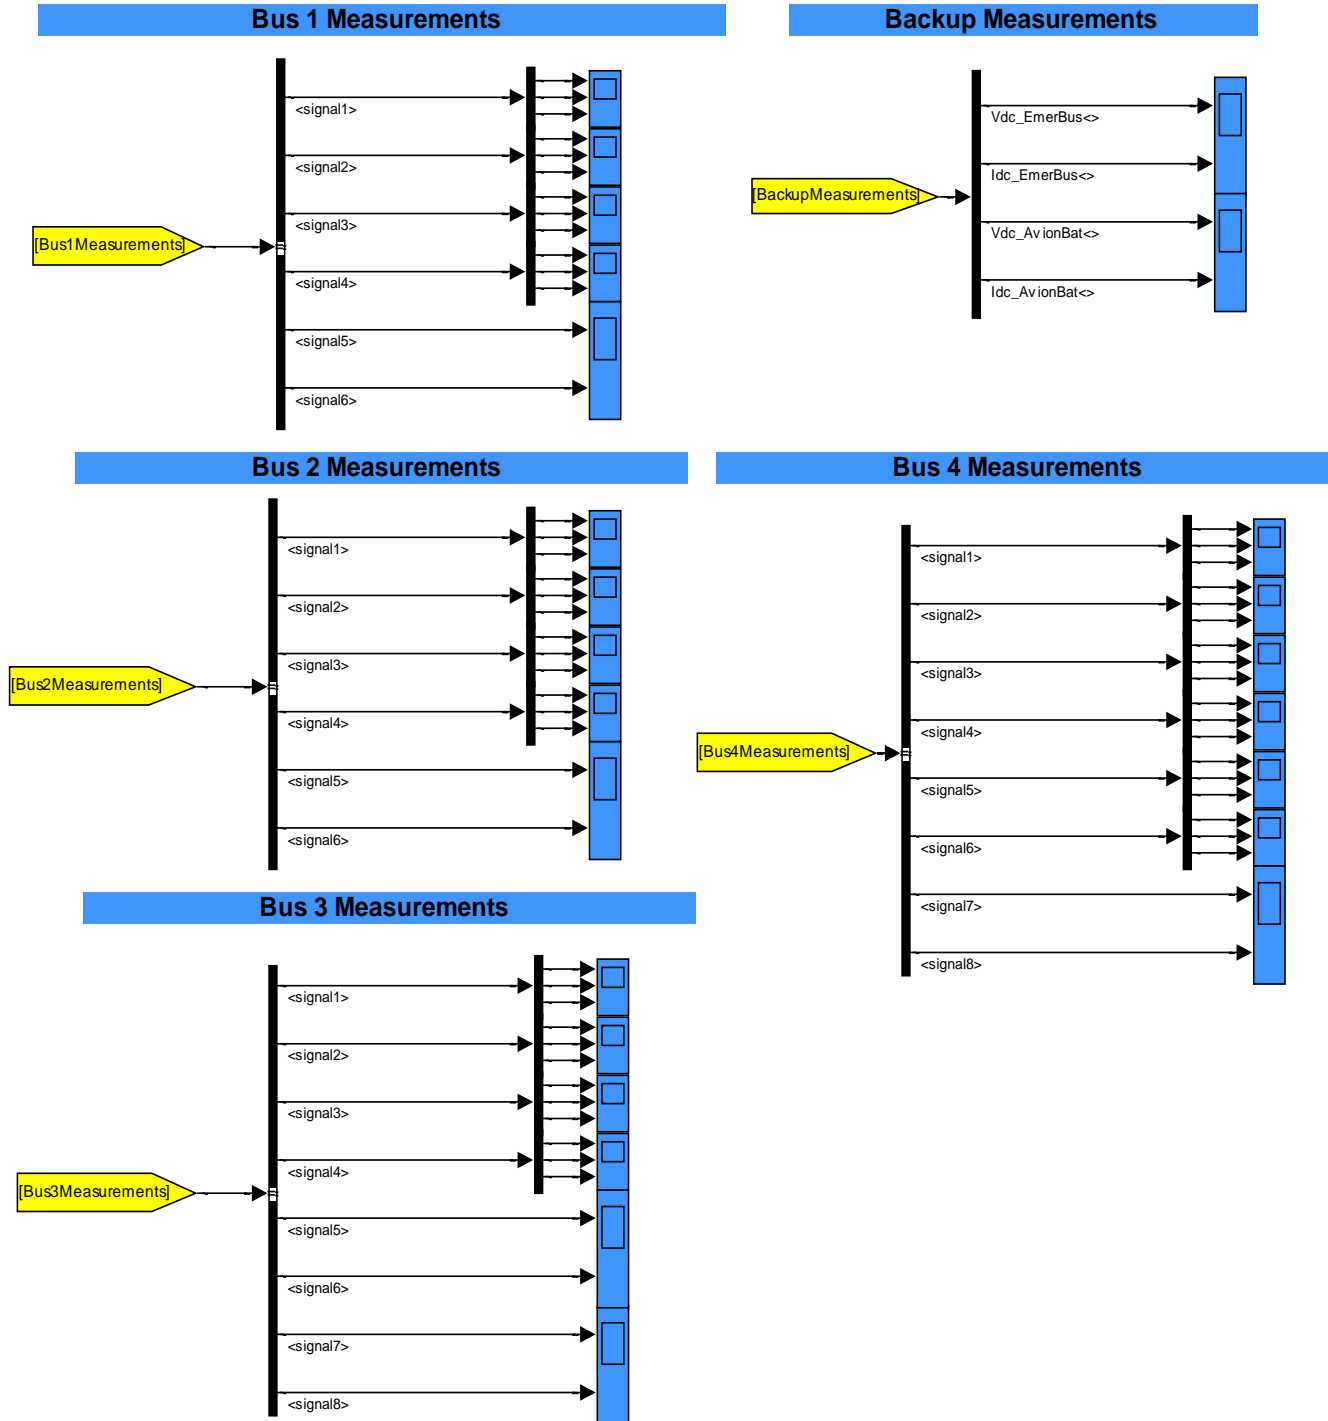 Bus 1 Measurements
<signal1>
<signal2>
<signal3>
[Bus1Measurements]
<signal4>
<signal5>
<signal6>
Backup Measurements
Vdc_EmerBus<>
Idc_EmerBus<>
[BackupMeasurements]
Vdc_AvionBat<>
Idc_AvionBat<>
Bus 2 Measurements
<signal1>
<signal2>
<signal3>
[Bus2Measurements]
<signal4>
<signal5>
<signal6>
Bus 4 Measurements
<signal1>
<signal2>
<signal3>
<signal4>
[Bus4Measurements]
<signal5>
<signal6>
<signal7>
<signal8>
Bus 3 Measurements
<signal1>
<signal2>
<signal3>
<signal4>
[Bus3Measurements]
<signal5>
<signal6>
<signal7>
<signal8>